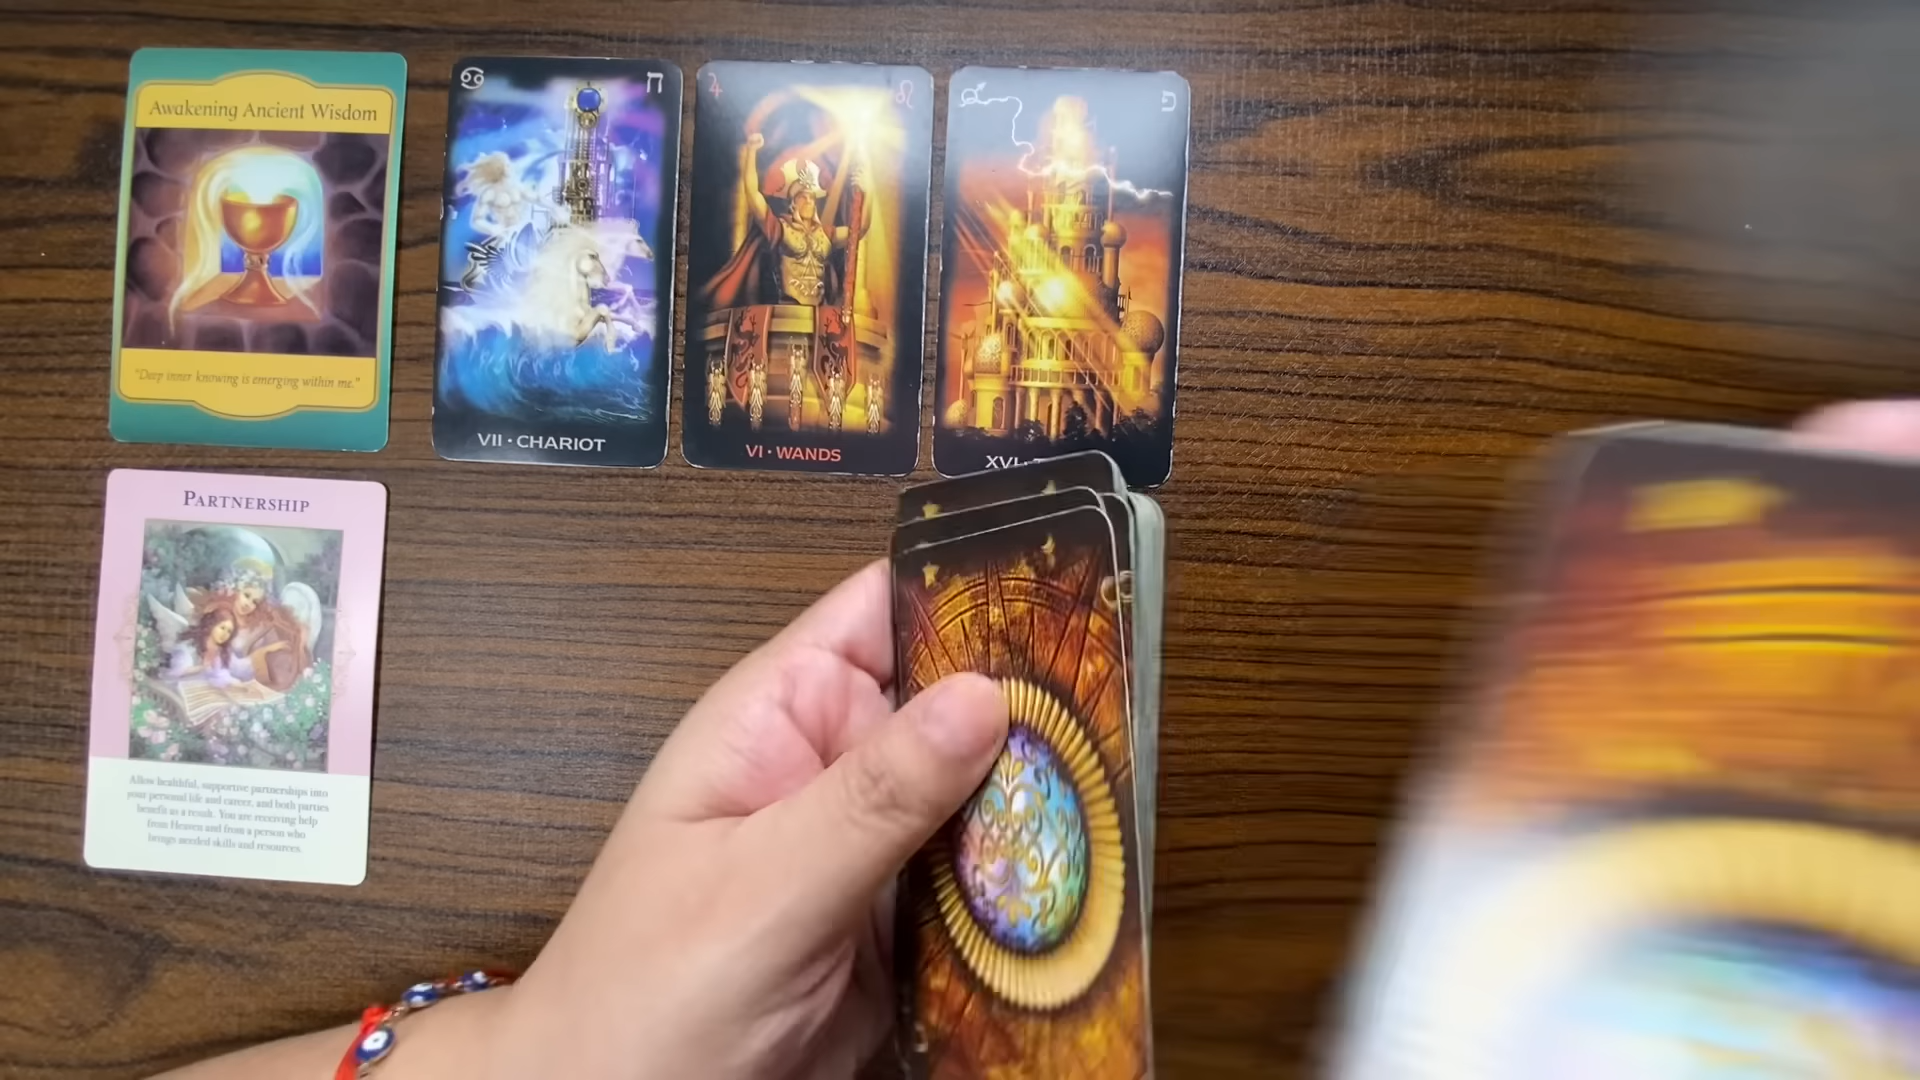 Awakening Ancient Wisdom
"Deep inner knowing is emerging within me."
ח
VII · CHARIOT
VI · WANDS
פ
XVI ·
PARTNERSHIP
Allow healthful, supportive partnerships into
your personal life and career, and both parties
benefit as a result. You are receiving help
from Heaven and from a person who
brings needed skills and resources.